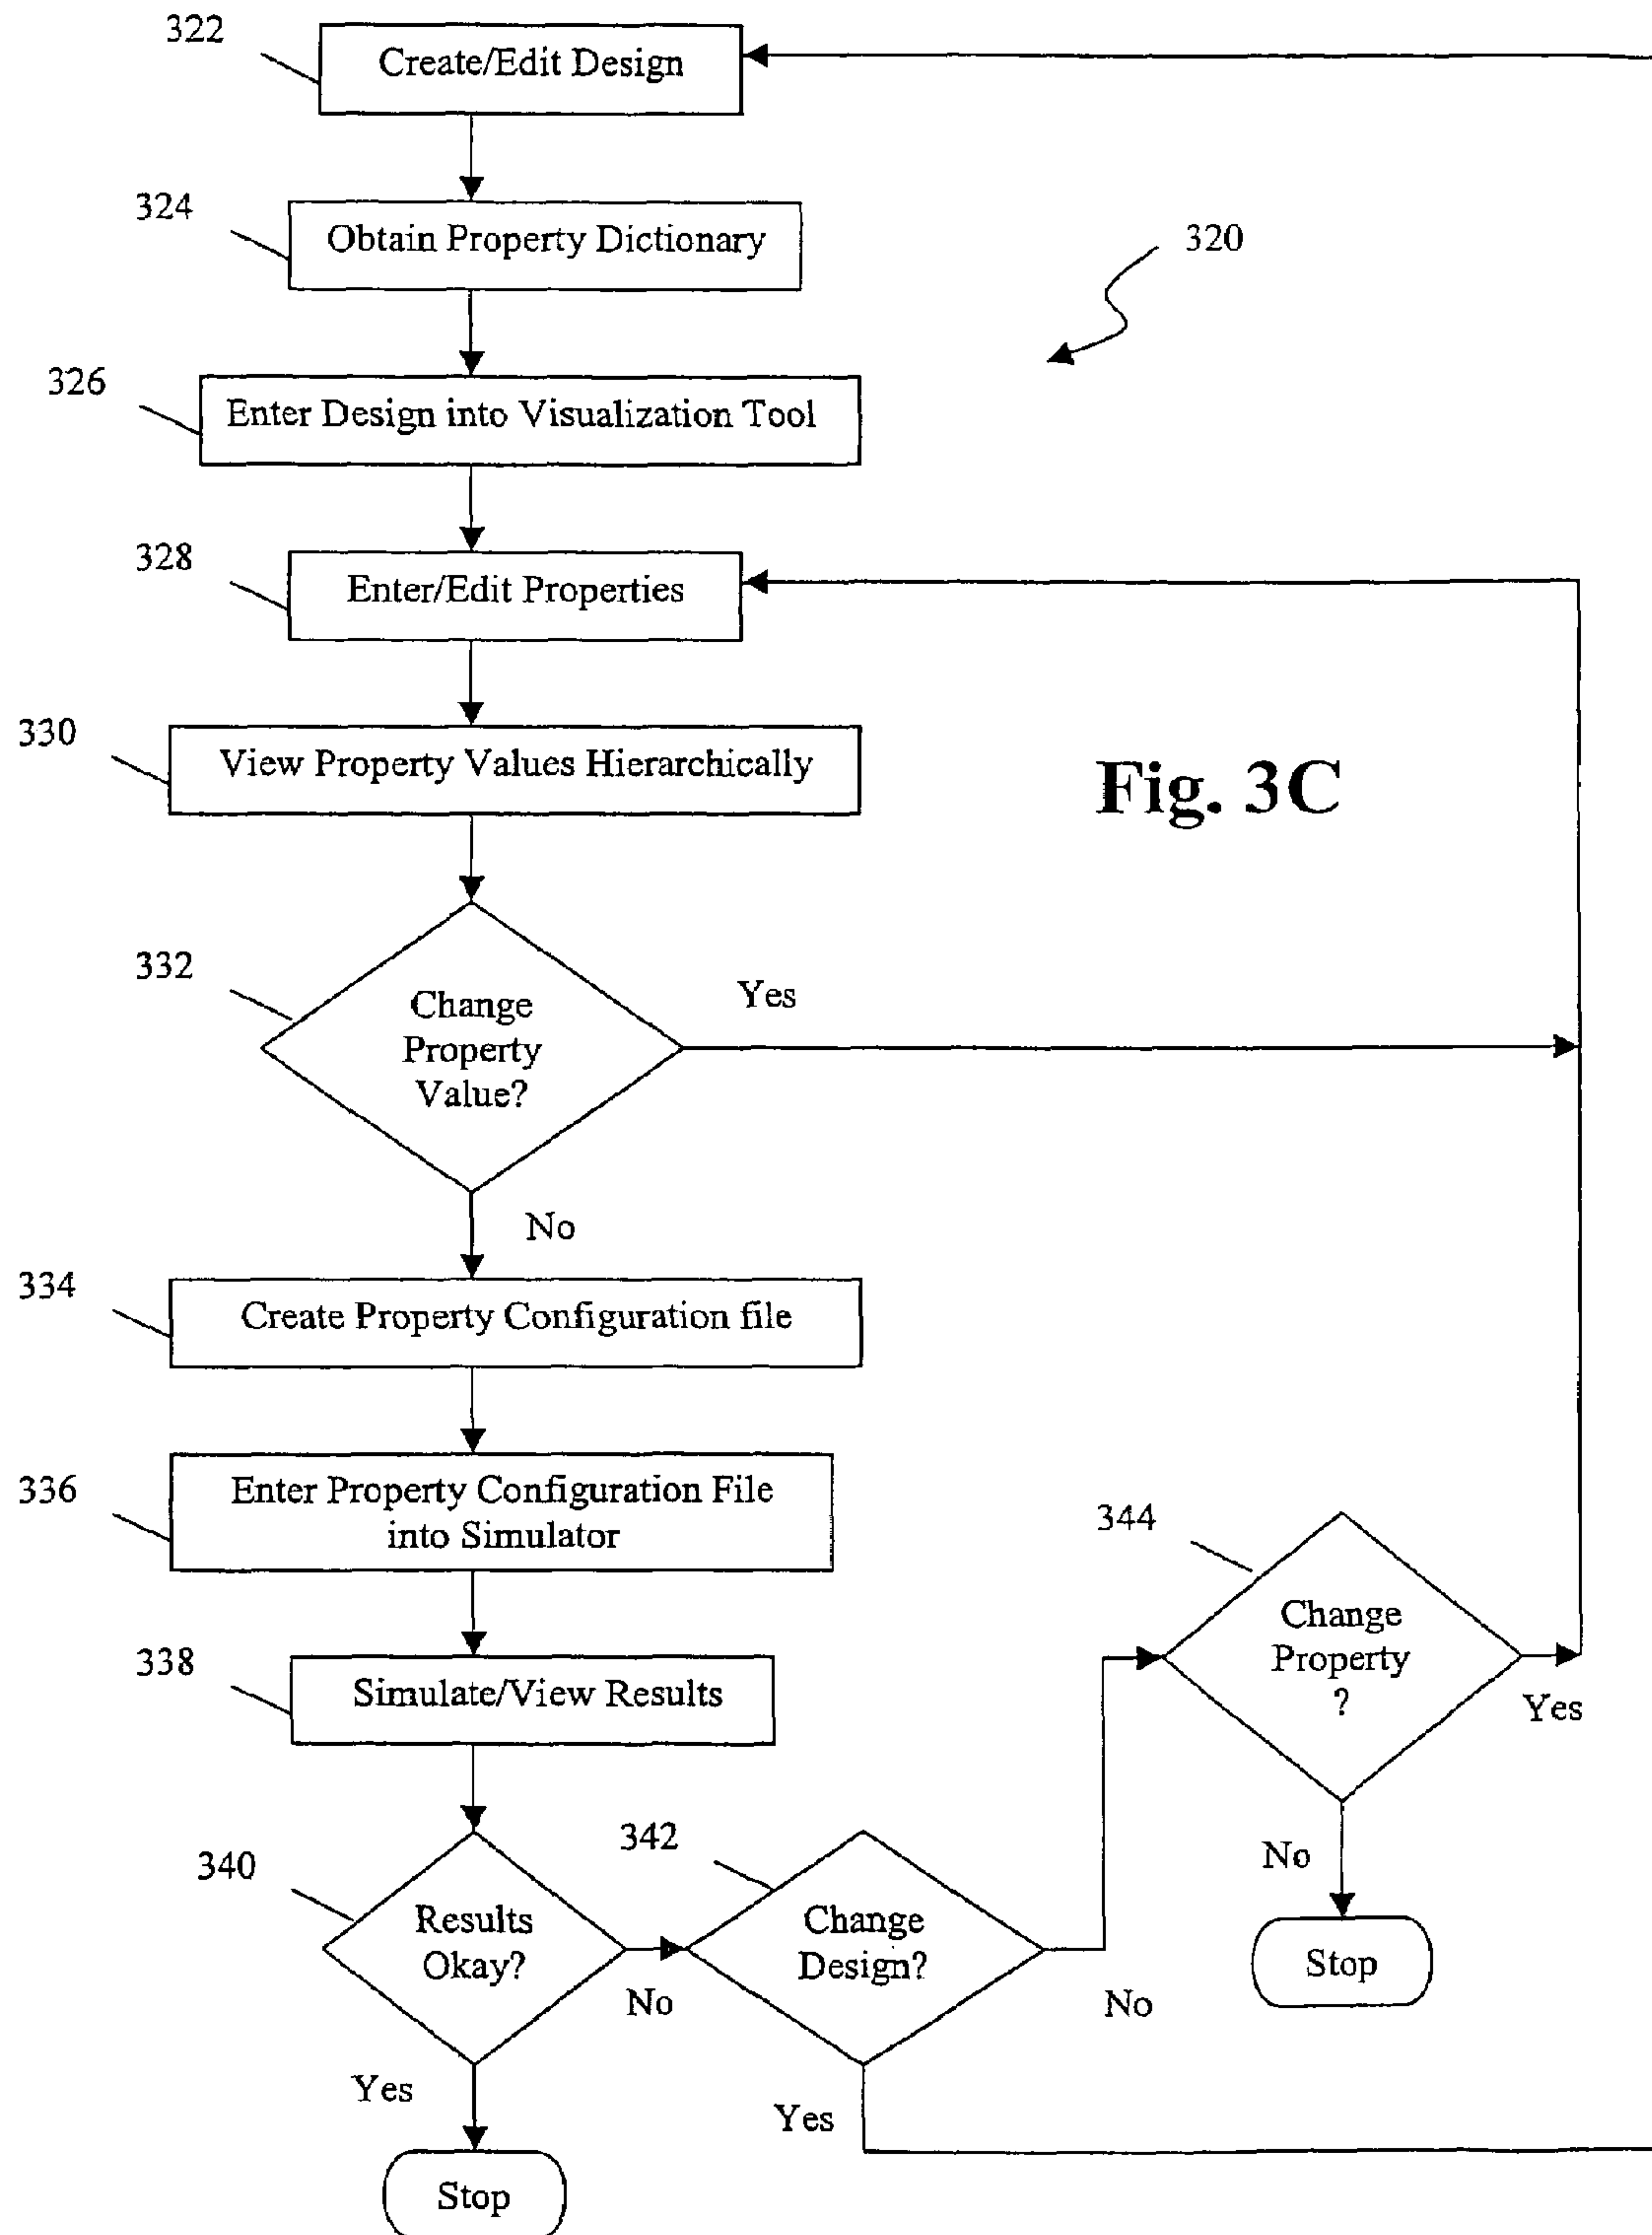 322
Create/Edit Design
324
Obtain Property Dictionary
320
326
Enter Design into Visualization Tool
328
Enter/Edit Properties
330
View Property Values Hierarchically
Fig. 3C
332
Change
Property
Value?
Yes
No
334
Create Property Configuration file
336
Enter Property Configuration File
into Simulator
344
Change
Property
?
Yes
No
Stop
338
Simulate/View Results
340
Results
Okay?
No
Yes
Stop
342
Change
Design?
No
Yes